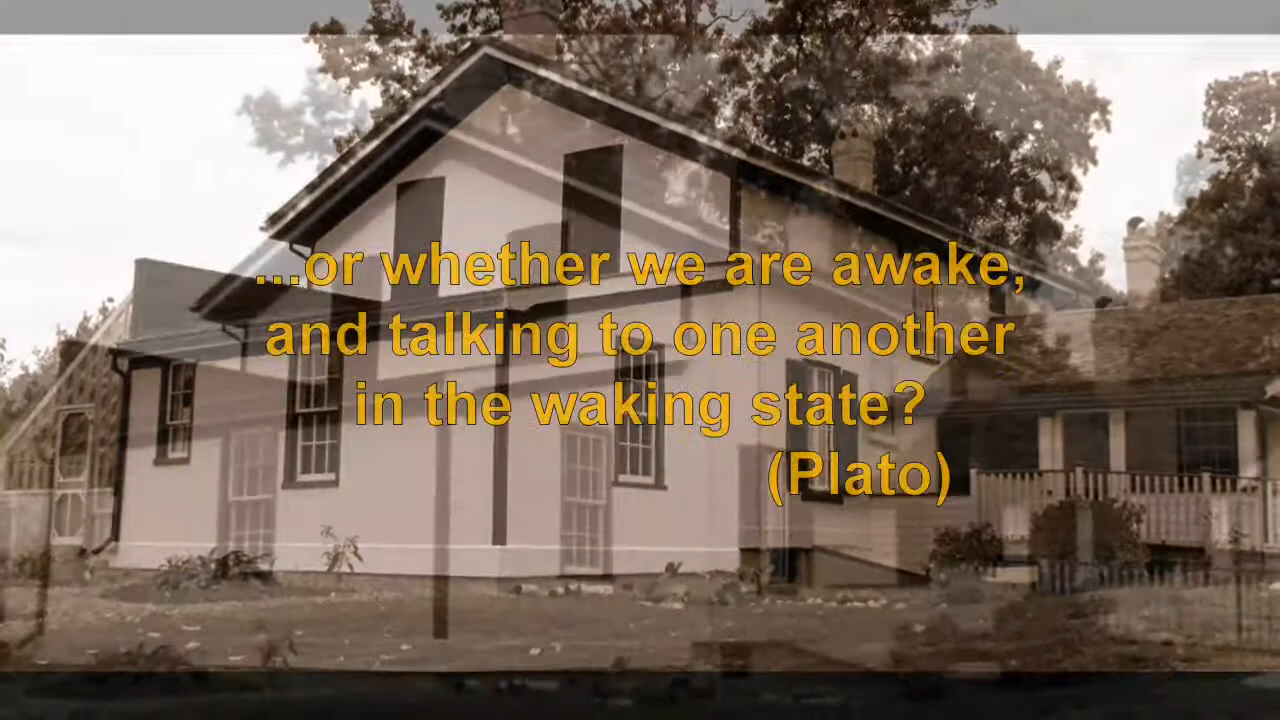 ...or whether we are awake,
and talking to one another
in the waking state?
(Plato)